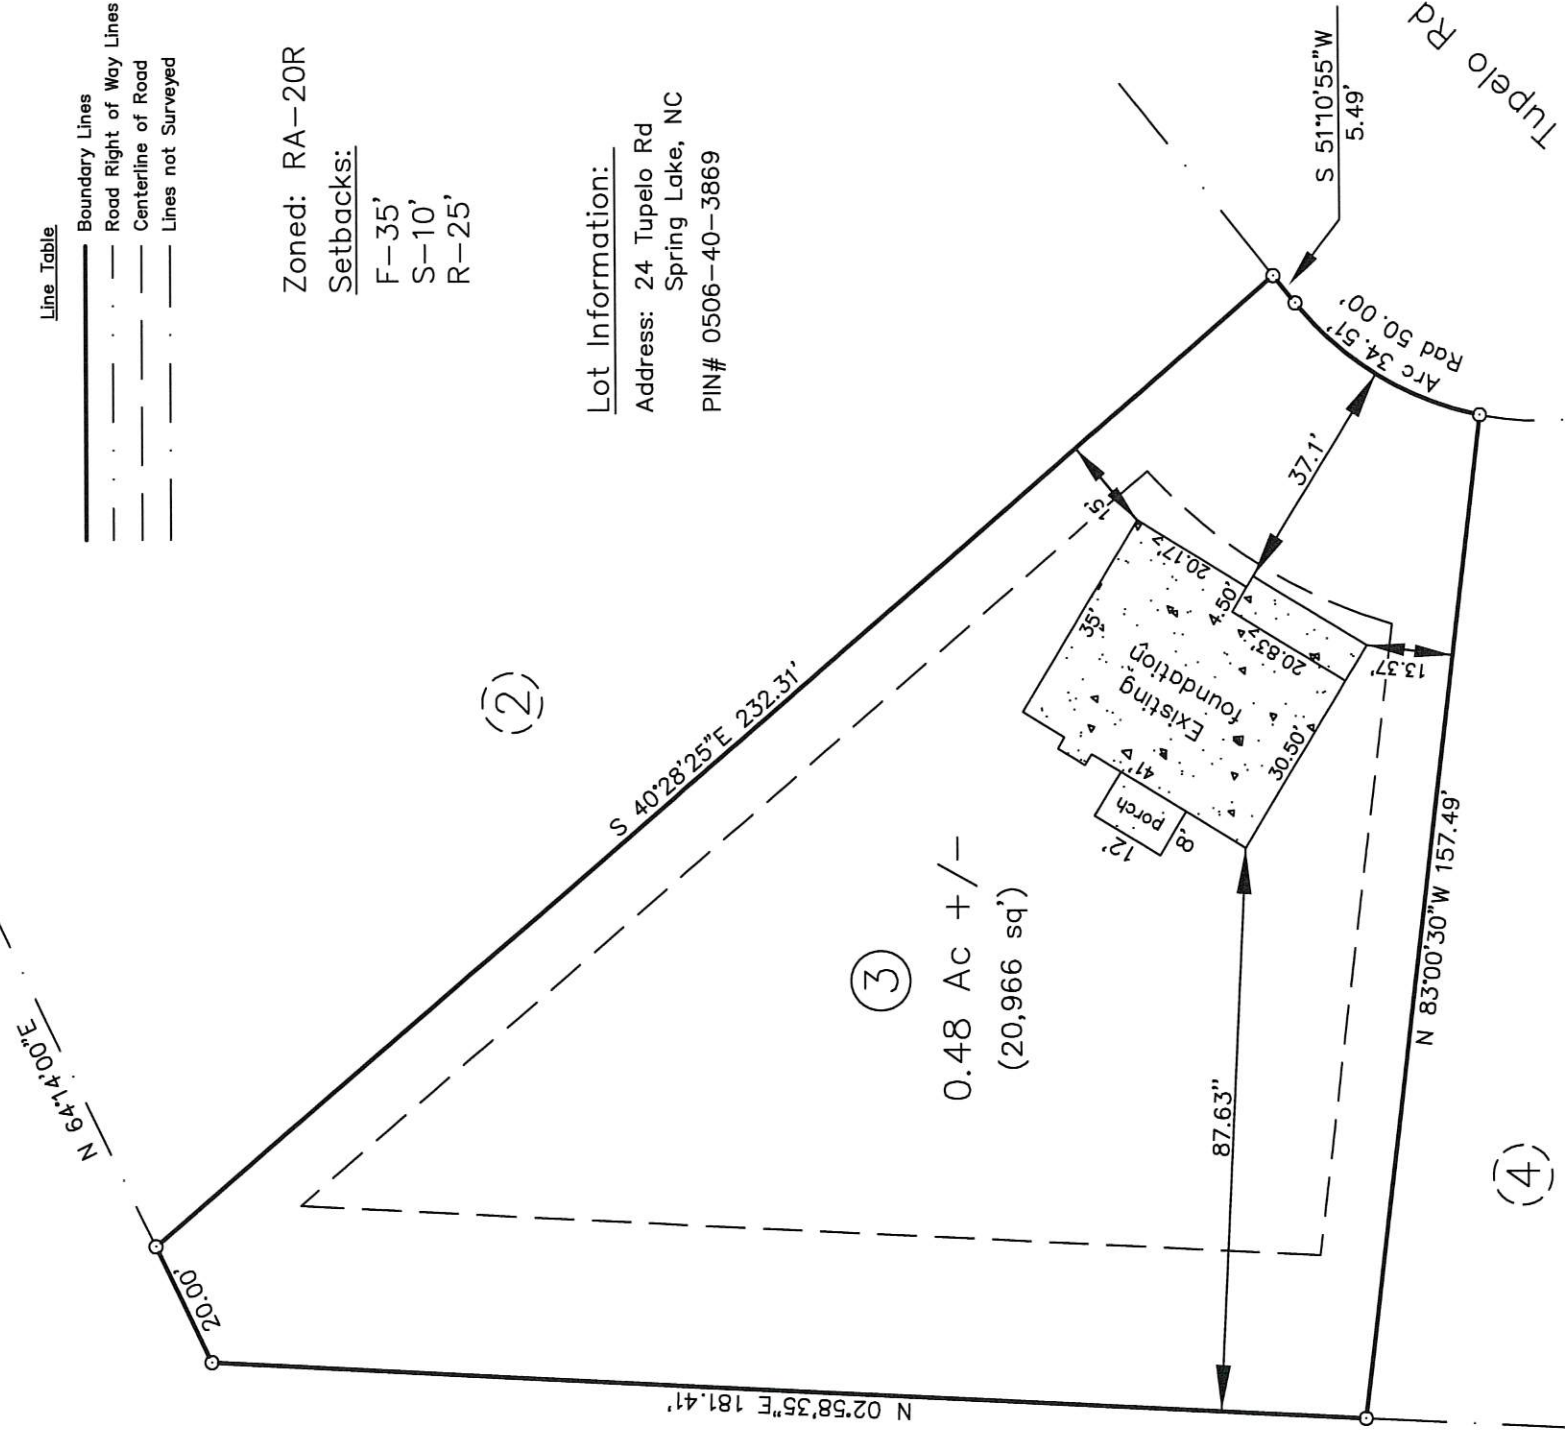 Line Table
Boundary Lines
Road Right of Way Lines
Centerline of Road
Lines not Surveyed
Zoned: RA-20R
Setbacks:
F-35'
S-10'
R-25'
Lot Information:
Address: 24 Tupelo Rd
Spring Lake, NC
PIN# 0506-40-3869
N 64°14'00"E
20.00'
S 40°28'25"E 232.31'
2
S 51°10'55"W
5.49'
Tupelo Rd
Arc 34.51'
Rad 50.00'
37.1'
15'
20.17'
4.50'
20.83'
35'
Existing
foundation
41'
30.50'
13.37'
porch
12'
8'
3
0.48 Ac +/-
(20,966 sq')
87.63"
N 83°00'30"W 157.49'
N 02°58'35"E 181.41'
4